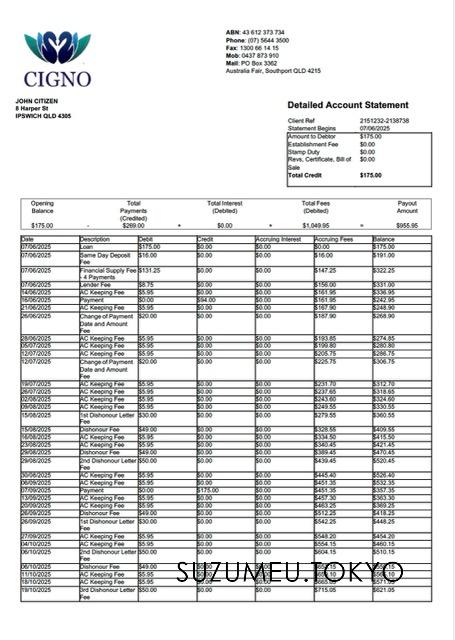 CIGNO
ABN: 43 612 373 734
Phone: (07) 5644 3500
Fax: 1300 66 14 15
Mob: 0437 873 910
Mail: PO Box 3362
Australia Fair, Southport QLD 4215
JOHN CITIZEN
8 Harper St
IPSWICH QLD 4305
Detailed Account Statement
Client Ref 2151232-2138738
Statement Begins 07/06/2025
Amount to Debtor $175.00
Establishment Fee $0.00
Stamp Duty $0.00
Revs, Certificate, Bill of $0.00
Sale
Total Credit $175.00
Opening Total Total Interest Total Fees Payout
Balance Payments (Debited) (Debited) Amount
(Credited)
$175.00 - $269.00 + $0.00 + $1,049.95 = $955.95
Date Description Debit Credit Accruing Interest Accruing Fees Balance
07/06/2025 Loan $175.00 $0.00 $0.00 $0.00 $175.00
07/06/2025 Same Day Deposit $16.00 $0.00 $0.00 $16.00 $191.00
Fee
07/06/2025 Financial Supply Fee $131.25 $0.00 $0.00 $147.25 $322.25
- 4 Payments
07/06/2025 Lender Fee $8.75 $0.00 $0.00 $156.00 $331.00
14/06/2025 AC Keeping Fee $5.95 $0.00 $0.00 $161.95 $336.95
16/06/2025 Payment $0.00 $94.00 $0.00 $161.95 $242.95
21/06/2025 AC Keeping Fee $5.95 $0.00 $0.00 $167.90 $248.90
26/06/2025 Change of Payment $20.00 $0.00 $0.00 $187.90 $268.90
Date and Amount
Fee
28/06/2025 AC Keeping Fee $5.95 $0.00 $0.00 $193.85 $274.85
05/07/2025 AC Keeping Fee $5.95 $0.00 $0.00 $199.80 $280.80
12/07/2025 AC Keeping Fee $5.95 $0.00 $0.00 $205.75 $286.75
12/07/2025 Change of Payment $20.00 $0.00 $0.00 $225.75 $306.75
Date and Amount
Fee
19/07/2025 AC Keeping Fee $5.95 $0.00 $0.00 $231.70 $312.70
26/07/2025 AC Keeping Fee $5.95 $0.00 $0.00 $237.65 $318.65
02/08/2025 AC Keeping Fee $5.95 $0.00 $0.00 $243.60 $324.60
09/08/2025 AC Keeping Fee $5.95 $0.00 $0.00 $249.55 $330.55
15/08/2025 1st Dishonour Letter $30.00 $0.00 $0.00 $279.55 $360.55
Fee
15/08/2025 Dishonour Fee $49.00 $0.00 $0.00 $328.55 $409.55
16/08/2025 AC Keeping Fee $5.95 $0.00 $0.00 $334.50 $415.50
23/08/2025 AC Keeping Fee $5.95 $0.00 $0.00 $340.45 $421.45
29/08/2025 Dishonour Fee $49.00 $0.00 $0.00 $389.45 $470.45
29/08/2025 2nd Dishonour Letter $50.00 $0.00 $0.00 $439.45 $520.45
Fee
30/08/2025 AC Keeping Fee $5.95 $0.00 $0.00 $445.40 $526.40
06/09/2025 AC Keeping Fee $5.95 $0.00 $0.00 $451.35 $532.35
07/09/2025 Payment $0.00 $175.00 $0.00 $451.35 $357.35
13/09/2025 AC Keeping Fee $5.95 $0.00 $0.00 $457.30 $363.30
20/09/2025 AC Keeping Fee $5.95 $0.00 $0.00 $463.25 $369.25
26/09/2025 Dishonour Fee $49.00 $0.00 $0.00 $512.25 $418.25
26/09/2025 1st Dishonour Letter $30.00 $0.00 $0.00 $542.25 $448.25
Fee
27/09/2025 AC Keeping Fee $5.95 $0.00 $0.00 $548.20 $454.20
04/10/2025 AC Keeping Fee $5.95 $0.00 $0.00 $554.15 $460.15
06/10/2025 2nd Dishonour Letter $50.00 $0.00 $0.00 $604.15 $510.15
Fee
06/10/2025 Dishonour Fee $49.00
11/10/2025 AC Keeping Fee $5.95
18/10/2025 AC Keeping Fee $5.95
19/10/2025 3rd Dishonour Letter $50.00 $0.00 $0.00 $715.05 $621.05
Fee
SUZUMEU.TOKYO